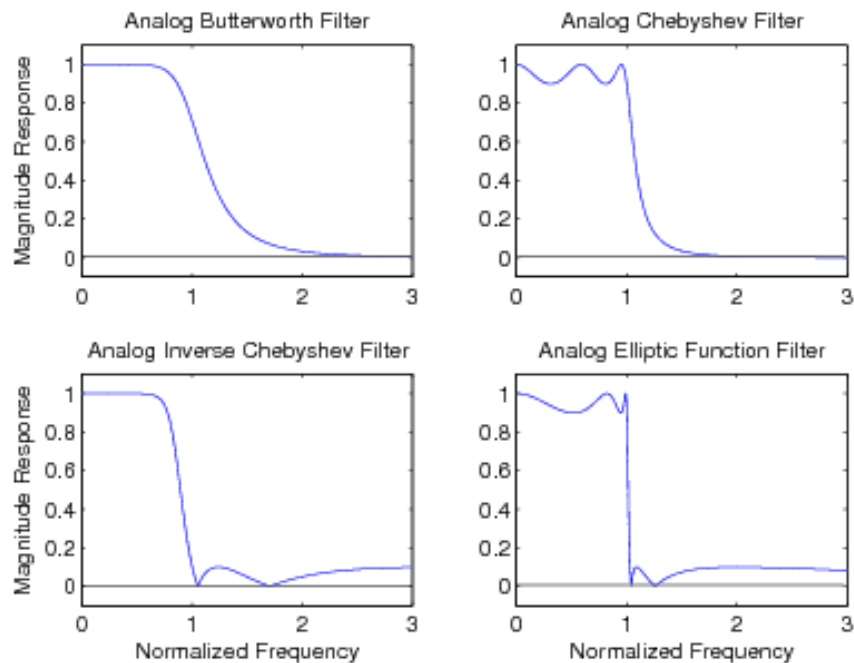 Analog Butterworth Filter
Magnitude Response
1
0.8
0.6
0.4
0.2
0
0 1 2 3
Analog Chebyshev Filter
1
0.8
0.6
0.4
0.2
0
0 1 2 3
Analog Inverse Chebyshev Filter
Magnitude Response
1
0.8
0.6
0.4
0.2
0
0 1 2 3
Normalized Frequency
Analog Elliptic Function Filter
1
0.8
0.6
0.4
0.2
0
0 1 2 3
Normalized Frequency